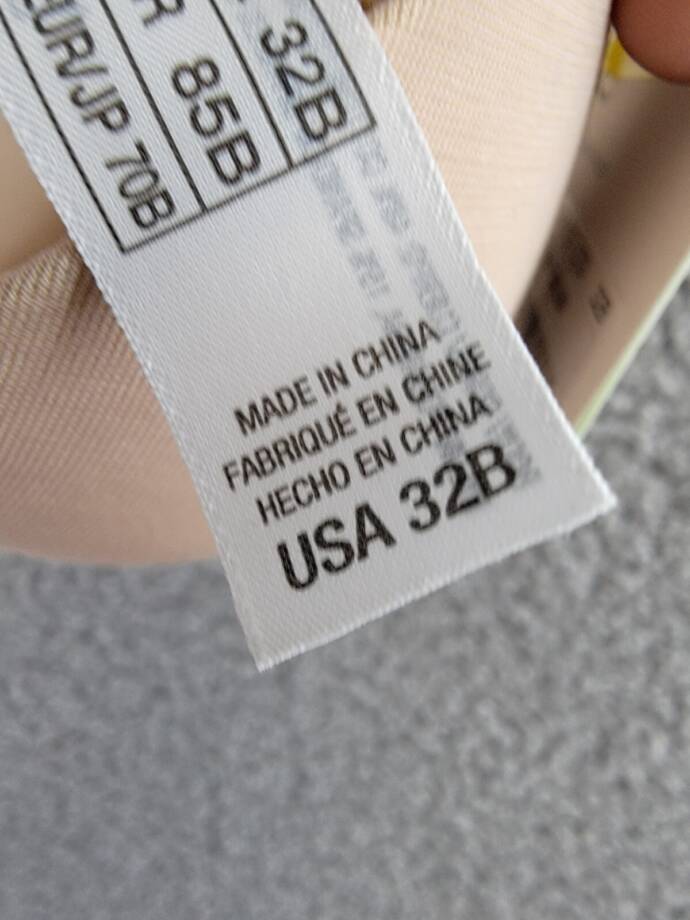 32B
85B
EUR/JP 70B
MADE IN CHINA
FABRIQUÉ EN CHINE
HECHO EN CHINA
USA 32B